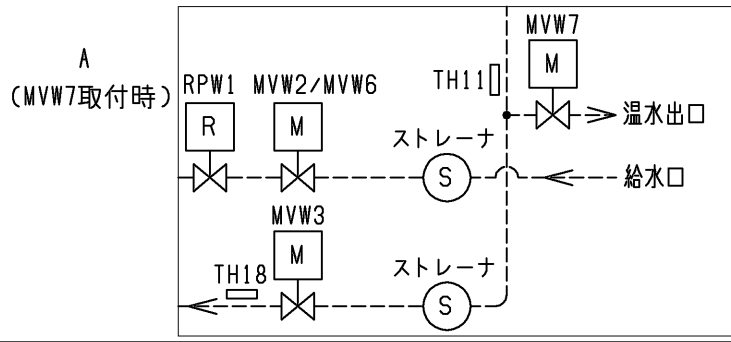 A
(MVW7取付時)
MVW7
M
TH11
温水出口
RPW1
R
MVW2/MVW6
M
ストレーナ
S
給水口
MVW3
M
TH18
ストレーナ
S